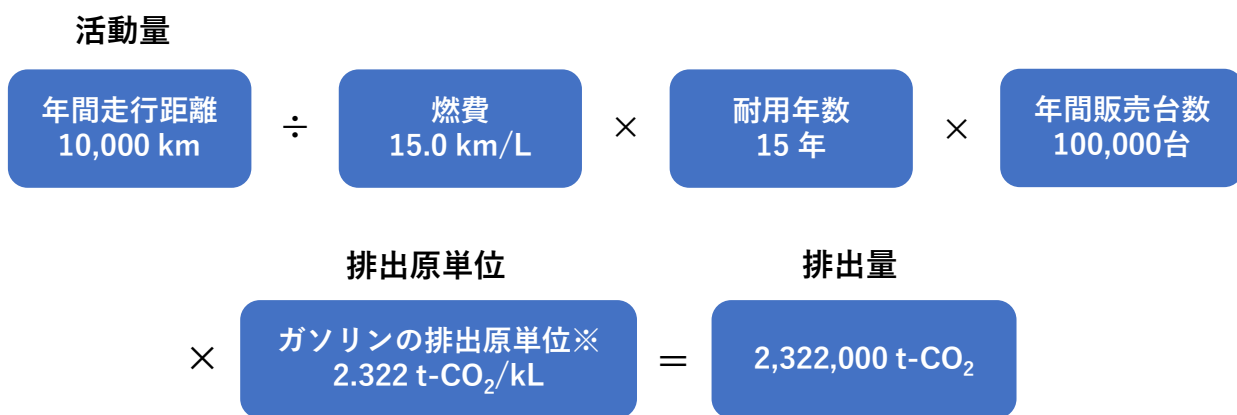 活動量
年間走行距離
10,000 km
÷
燃費
15.0 km/L
×
耐用年数
15 年
×
年間販売台数
100,000台
排出原単位
排出量
×
ガソリンの排出原単位※
2.322 t-CO₂/kL
=
2,322,000 t-CO₂